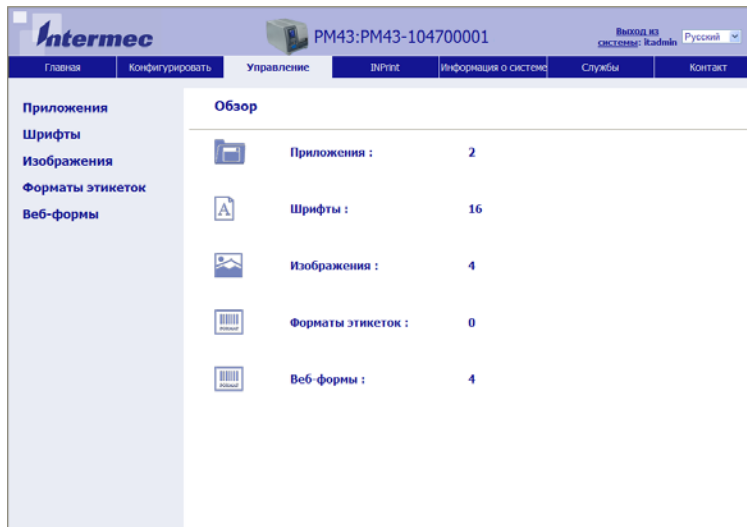 Intermec
PM43:PM43-104700001
Выход из
системы: itadmin
Русский
Главная
Конфигурировать
Управление
INPrint
Информация о системе
Службы
Контакт
Приложения
Шрифты
Изображения
Форматы этикеток
Веб-формы
Обзор
Приложения : 2
Шрифты : 16
Изображения : 4
Форматы этикеток : 0
Веб-формы : 4